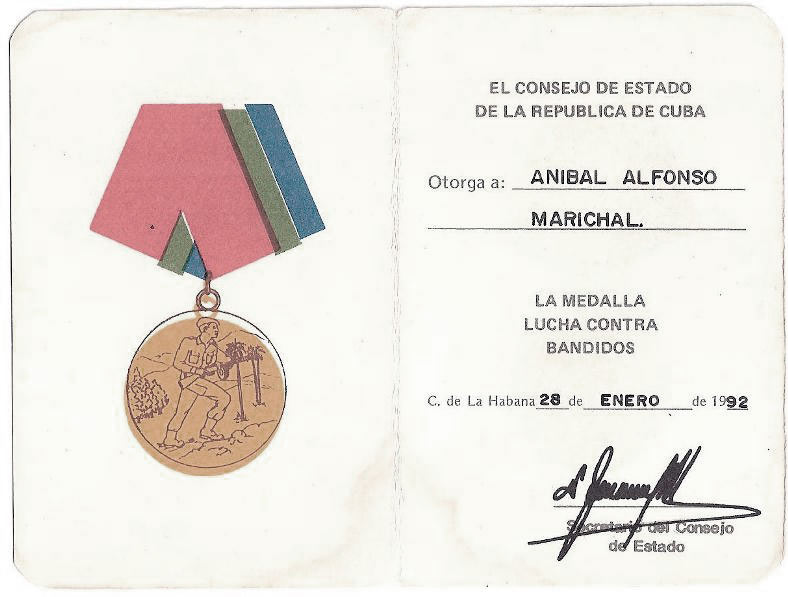 EL CONSEJO DE ESTADO
DE LA REPUBLICA DE CUBA
Otorga a: ANIBAL ALFONSO
MARICHAL.
LA MEDALLA
LUCHA CONTRA
BANDIDOS
C. de La Habana 28 de ENERO de 1992
Secretario del Consejo
de Estado